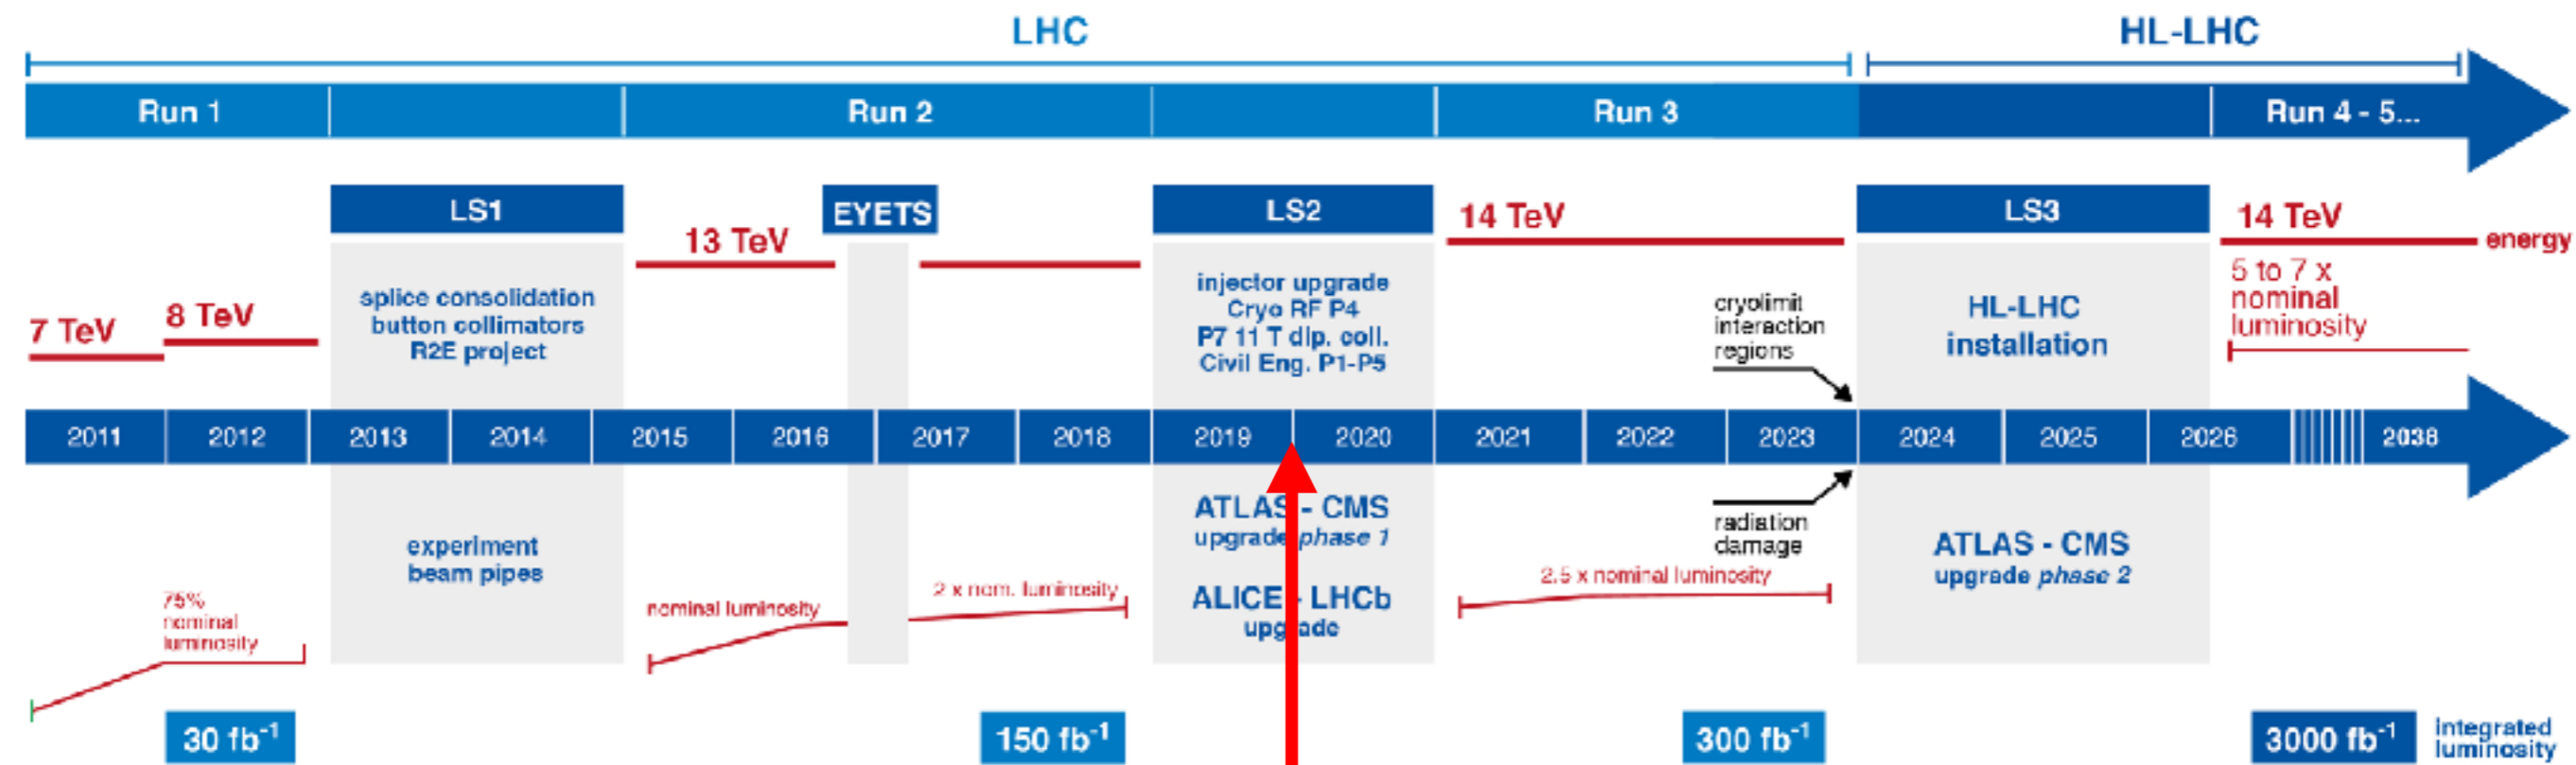 LHC
HL-LHC
Run 1
Run 2
Run 3
Run 4 - 5...
LS1
EYETS
LS2
LS3
7 TeV
8 TeV
13 TeV
14 TeV
14 TeV
energy
splice consolidation
button collimators
R2E project
injector upgrade
Cryo RF P4
P7 11 T dip. coll.
Civil Eng. P1-P5
cryolimit
interaction
regions
HL-LHC
installation
5 to 7 x
nominal
luminosity
2011
2012
2013
2014
2015
2016
2017
2018
2019
2020
2021
2022
2023
2024
2025
2026
2038
experiment
beam pipes
ATLAS - CMS
upgrade phase 1
ALICE - LHCb
upgrade
radiation
damage
ATLAS - CMS
upgrade phase 2
75%
nominal
luminosity
nominal luminosity
2 x nom. luminosity
2.5 x nominal luminosity
30 fb⁻¹
150 fb⁻¹
300 fb⁻¹
3000 fb⁻¹
integrated
luminosity